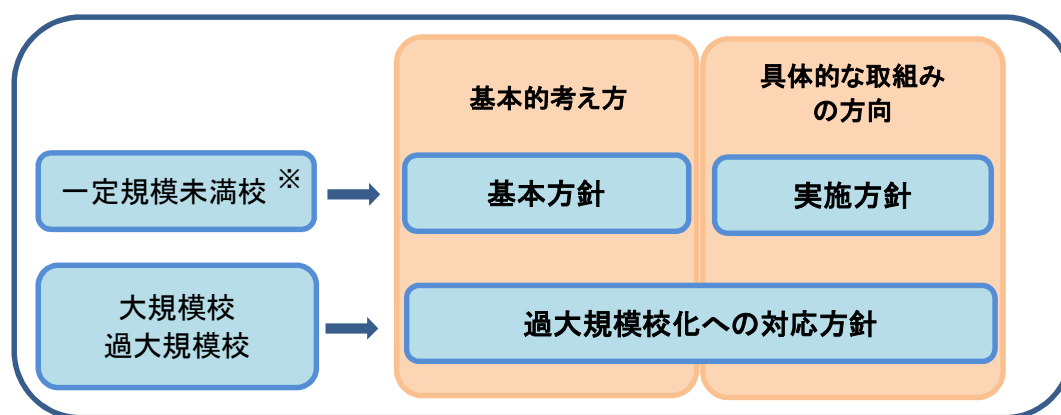 基本的考え方
具体的な取組み
の方向
一定規模未満校※
基本方針
実施方針
大規模校
過大規模校
過大規模校化への対応方針